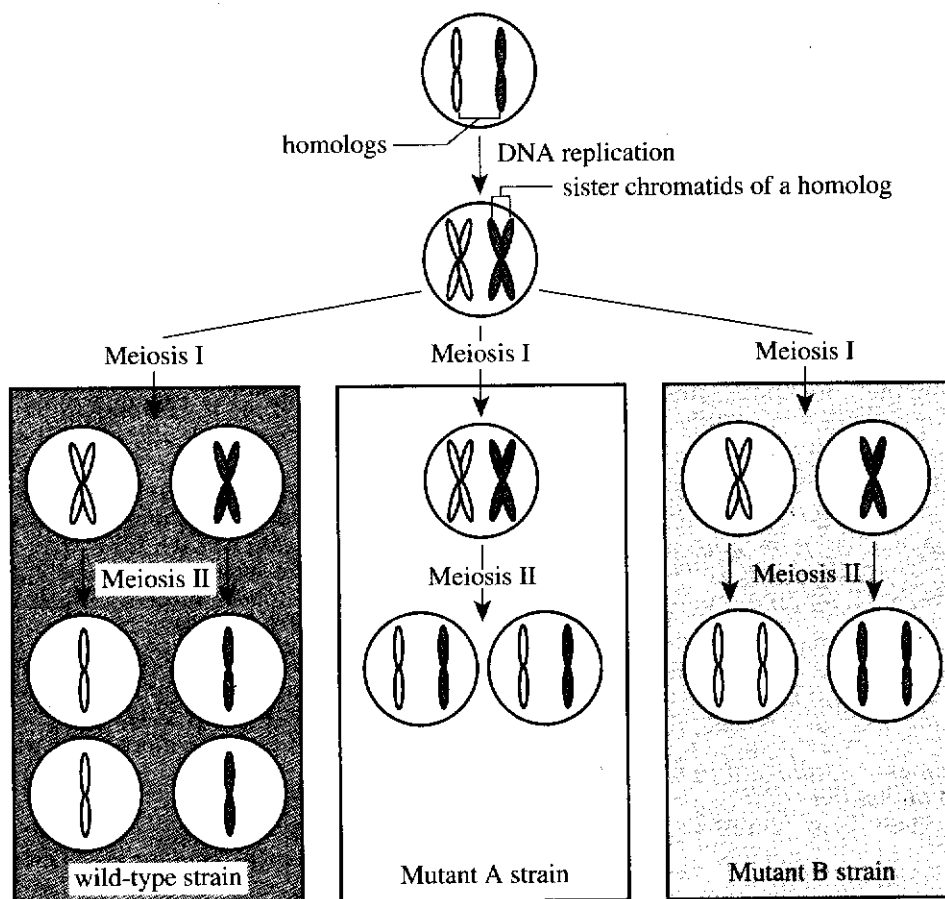 homologs
DNA replication
sister chromatids of a homolog
Meiosis I
Meiosis I
Meiosis I
Meiosis II
Meiosis II
Meiosis II
wild-type strain
Mutant A strain
Mutant B strain